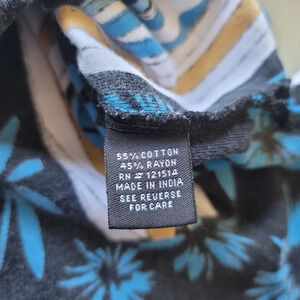 55% COTTON
45% RAYON
RN # 121514
MADE IN INDIA
SEE REVERSE
FOR CARE